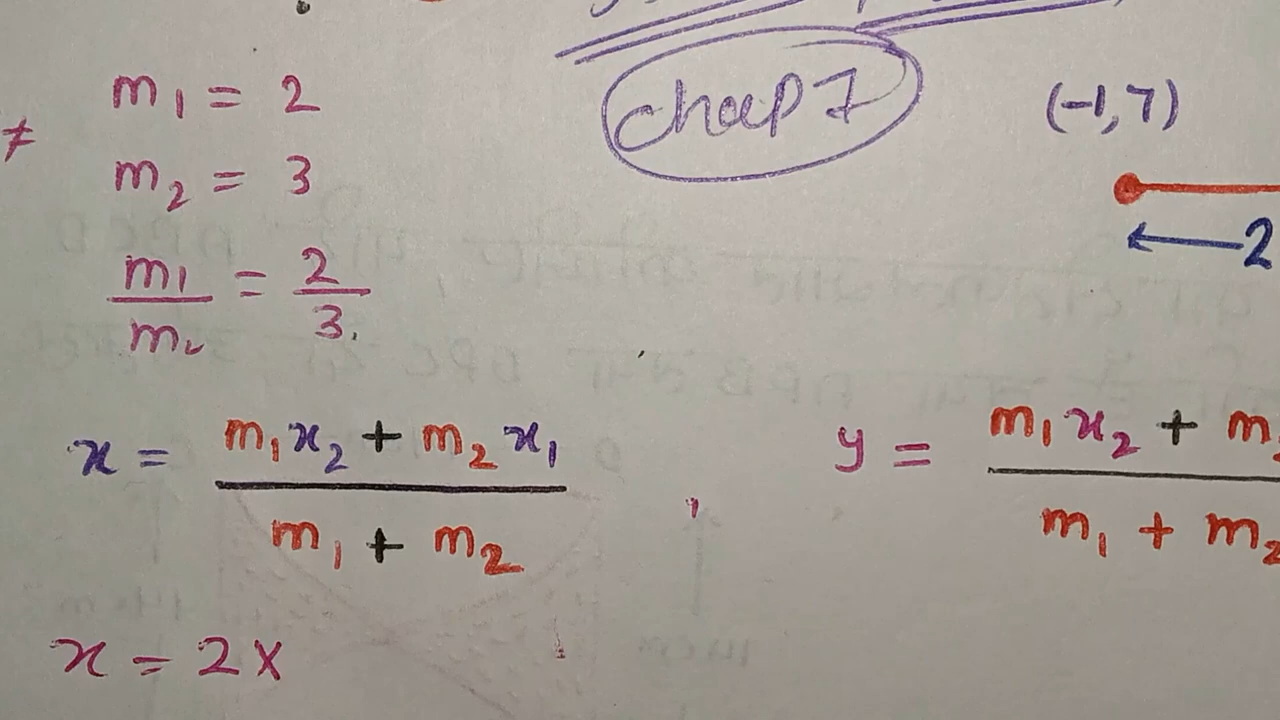 chap 7
(-1,7)
m1 = 2
≠
m2 = 3
2
m1/m2 = 2/3.
x = m1x2 + m2x1 / m1 + m2 , y = m1x2 + m2 / m1 + m2
x = 2×